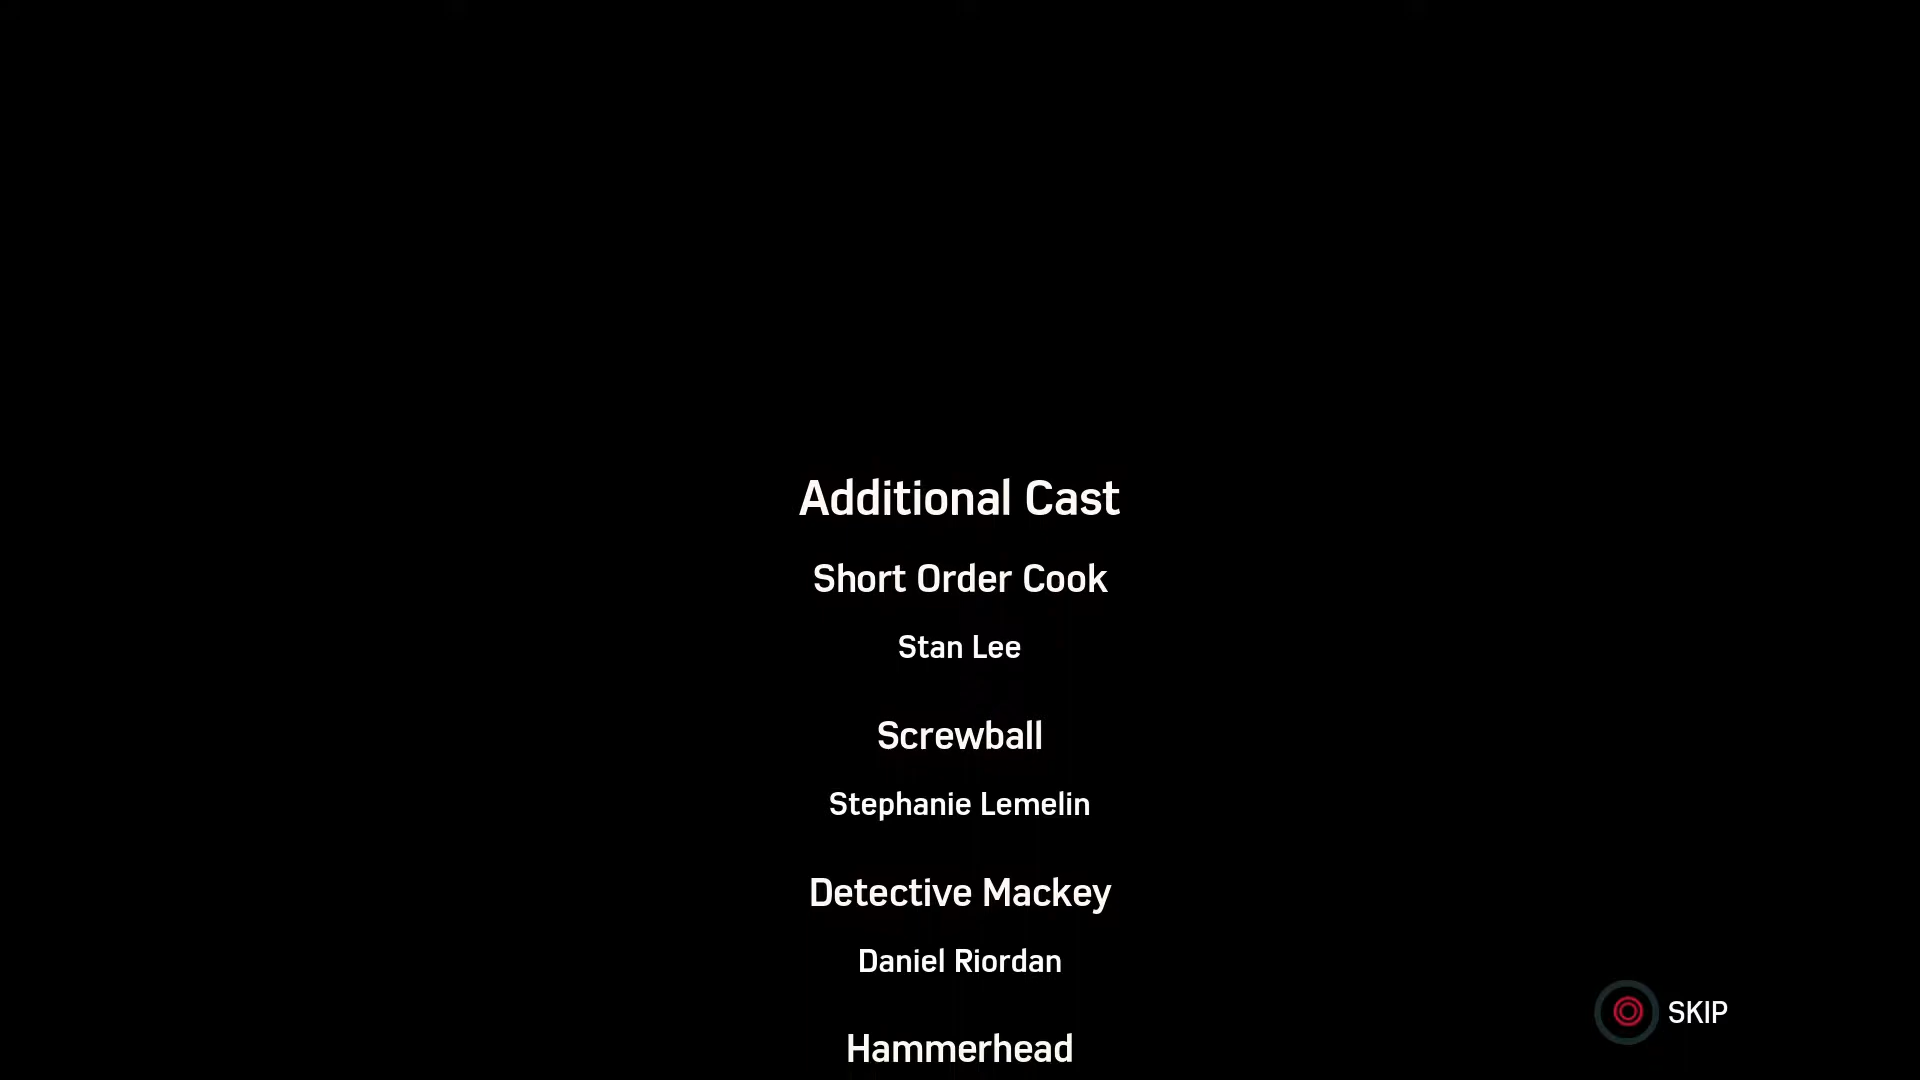 Additional Cast
Short Order Cook
Stan Lee
Screwball
Stephanie Lemelin
Detective Mackey
Daniel Riordan
SKIP
Hammerhead